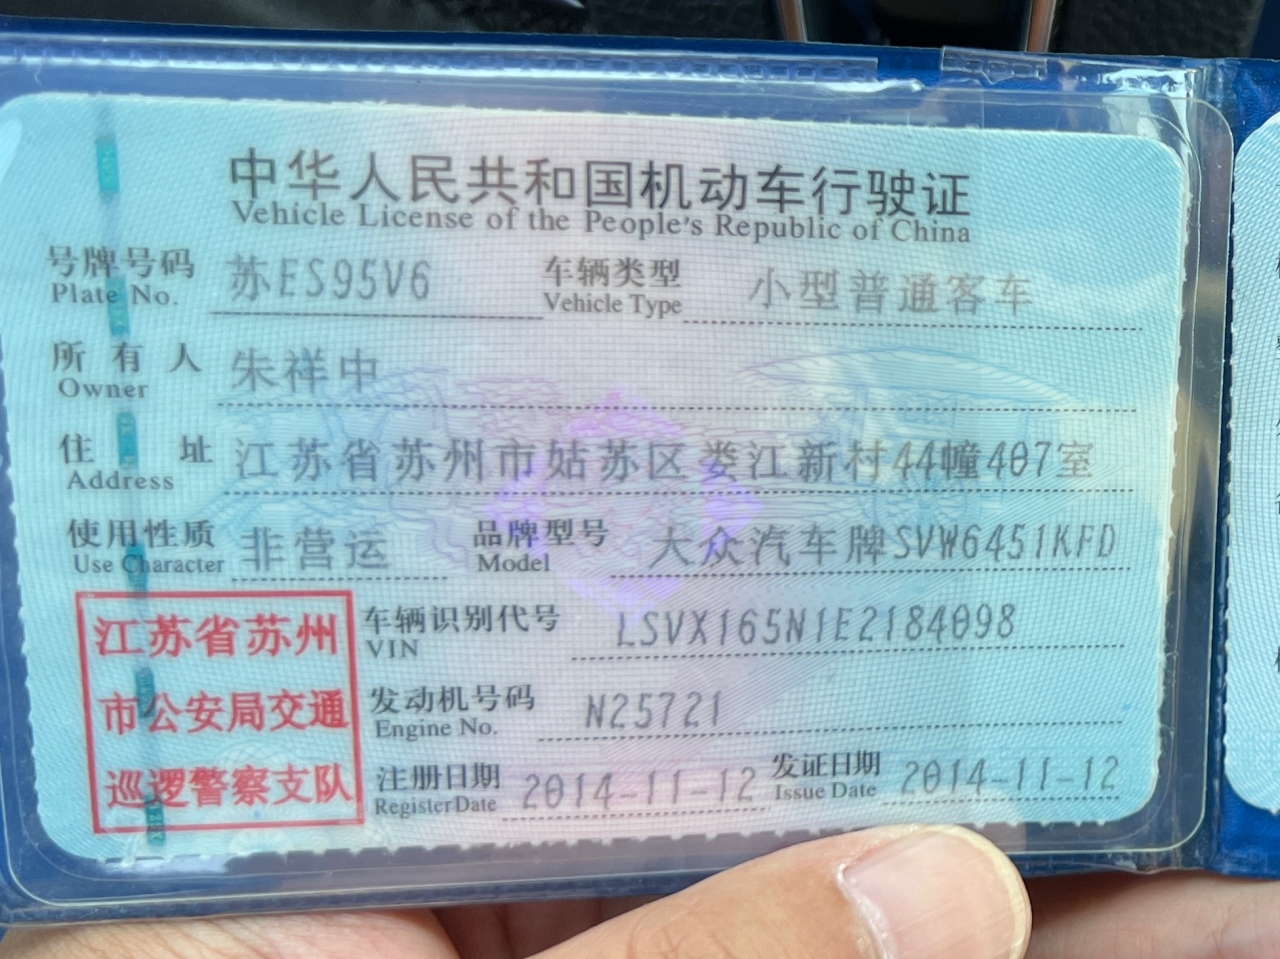 中华人民共和国机动车行驶证
Vehicle License of the People's Republic of China
号牌号码 苏ES95V6 车辆类型 小型普通客车
Plate No. Vehicle Type
所有人 朱祥中
Owner
住址 江苏省苏州市姑苏区娄江新村44幢407室
Address
使用性质 非营运 品牌型号 大众汽车牌SVW6451KFD
Use Character Model
江苏省苏州
市公安局交通
巡逻警察支队
车辆识别代号 LSVX165N1E2184098
VIN
发动机号码 N25721
Engine No.
注册日期 2014-11-12 发证日期 2014-11-12
Register Date Issue Date